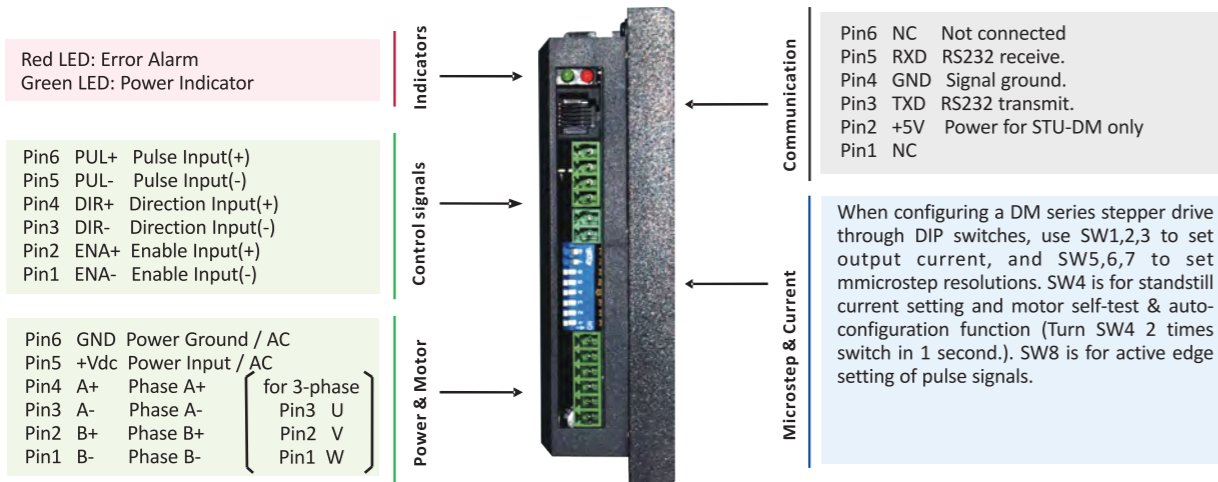 Red LED: Error Alarm
Green LED: Power Indicator
Indicators
Pin6 PUL+ Pulse Input(+)
Pin5 PUL- Pulse Input(-)
Pin4 DIR+ Direction Input(+)
Pin3 DIR- Direction Input(-)
Pin2 ENA+ Enable Input(+)
Pin1 ENA- Enable Input(-)
Control signals
Pin6 GND Power Ground / AC
Pin5 +Vdc Power Input / AC
Pin4 A+ Phase A+
Pin3 A- Phase A-
Pin2 B+ Phase B+
Pin1 B- Phase B-
for 3-phase
Pin3 U
Pin2 V
Pin1 W
Power & Motor
Communication
Pin6 NC Not connected
Pin5 RXD RS232 receive.
Pin4 GND Signal ground.
Pin3 TXD RS232 transmit.
Pin2 +5V Power for STU-DM only
Pin1 NC
Microstep & Current
When configuring a DM series stepper drive
through DIP switches, use SW1,2,3 to set
output current, and SW5,6,7 to set
mmicrostep resolutions. SW4 is for standstill
current setting and motor self-test & auto-
configuration function (Turn SW4 2 times
switch in 1 second.). SW8 is for active edge
setting of pulse signals.